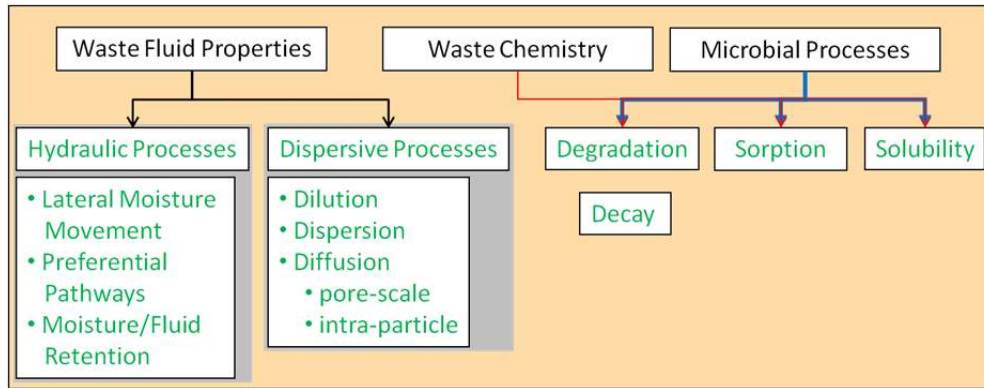 Waste Fluid Properties
Waste Chemistry
Microbial Processes
Hydraulic Processes
• Lateral Moisture
Movement
• Preferential
Pathways
• Moisture/Fluid
Retention
Dispersive Processes
• Dilution
• Dispersion
• Diffusion
• pore-scale
• intra-particle
Degradation
Sorption
Solubility
Decay